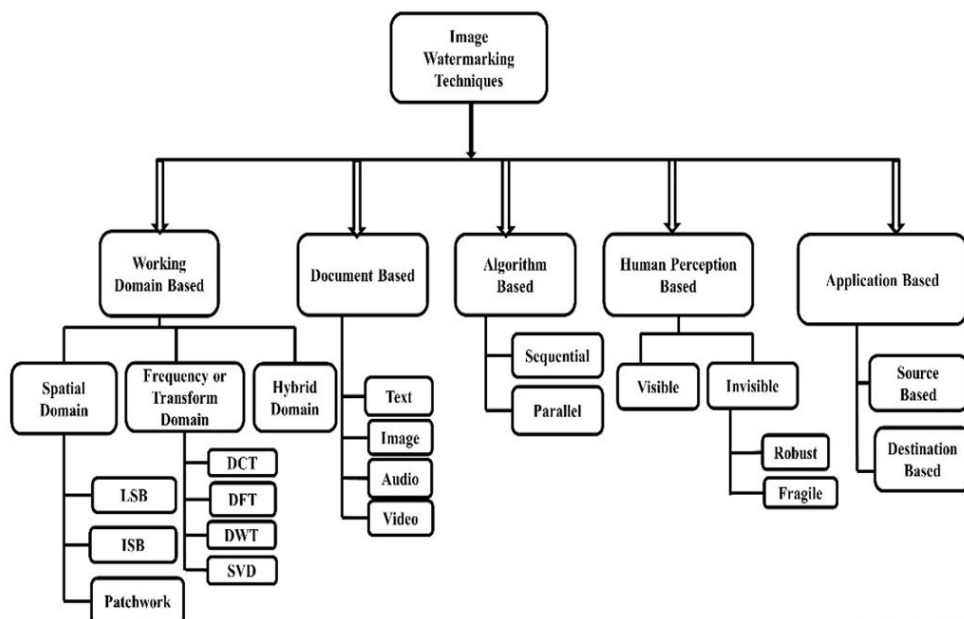 Image
Watermarking
Techniques
Working
Domain Based
Document Based
Algorithm
Based
Human Perception
Based
Application Based
Spatial
Domain
Frequency or
Transform
Domain
Hybrid
Domain
LSB
ISB
Patchwork
DCT
DFT
DWT
SVD
Text
Image
Audio
Video
Sequential
Parallel
Visible
Invisible
Robust
Fragile
Source
Based
Destination
Based